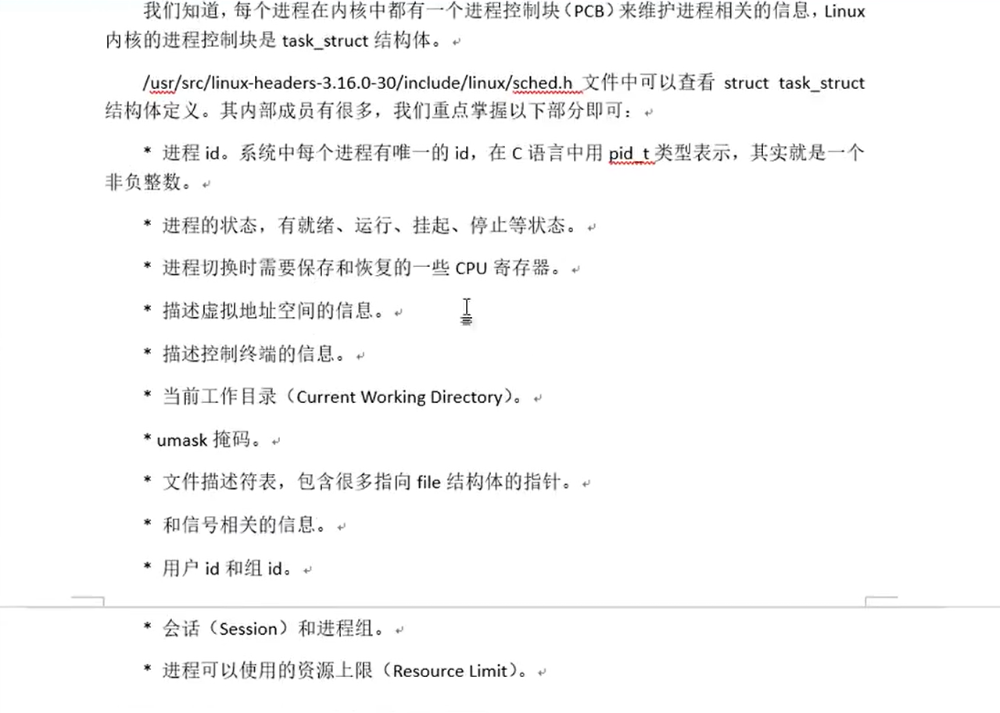 我们知道，每个进程在内核中都有一个进程控制块（PCB）来维护进程相关的信息，Linux
内核的进程控制块是 task_struct 结构体。
/usr/src/linux-headers-3.16.0-30/include/linux/sched.h 文件中可以查看 struct task_struct
结构体定义。其内部成员有很多，我们重点掌握以下部分即可：
* 进程 id。系统中每个进程有唯一的 id，在 C 语言中用 pid_t 类型表示，其实就是一个
非负整数。
* 进程的状态，有就绪、运行、挂起、停止等状态。
* 进程切换时需要保存和恢复的一些 CPU 寄存器。
* 描述虚拟地址空间的信息。
* 描述控制终端的信息。
* 当前工作目录（Current Working Directory）。
* umask 掩码。
* 文件描述符表，包含很多指向 file 结构体的指针。
* 和信号相关的信息。
* 用户 id 和组 id。
* 会话（Session）和进程组。
* 进程可以使用的资源上限（Resource Limit）。